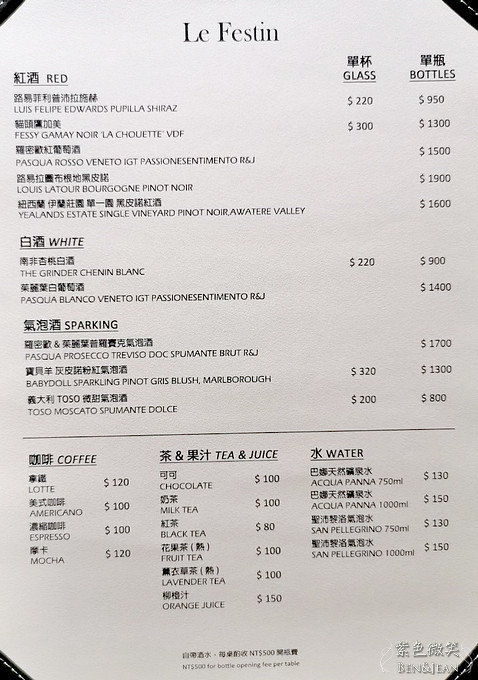 Le Festin
單杯 單瓶
紅酒 RED GLASS BOTTLES
路易菲利普沛拉施赫
LUIS FELIPE EDWARDS PUPILLA SHIRAZ $ 220 $ 950
貓頭鷹加美
FESSY GAMAY NOIR 'LA CHOUETTE' VDF $ 300 $ 1300
羅密歐紅葡萄酒
PASQUA ROSSO VENETO IGT PASSIONESENTIMENTO R&J $ 1500
路易拉圖布根地黑皮諾
LOUIS LATOUR BOURGOGNE PINOT NOIR $ 1900
紐西蘭 伊蘭莊園 單一園 黑皮諾紅酒
YEALANDS ESTATE SINGLE VINEYARD PINOT NOIR,AWATERE VALLEY $ 1600
白酒 WHITE
南非杏桃白酒
THE GRINDER CHENIN BLANC $ 220 $ 900
茱麗葉白葡萄酒
PASQUA BLANCO VENETO IGT PASSIONESENTIMENTO R&J $ 1400
氣泡酒 SPARKING
羅密歐 & 茱麗葉普羅賽克氣泡酒
PASQUA PROSECCO TREVISO DOC SPUMANTE BRUT R&J $ 1700
寶貝羊 灰皮諾粉紅氣泡酒
BABYDOLL SPARKLING PINOT GRIS BLUSH, MARLBOROUGH $ 320 $ 1300
義大利 TOSO 微甜氣泡酒
TOSO MOSCATO SPUMANTE DOLCE $ 200 $ 800
咖啡 COFFEE
拿鐵
LOTTE $ 120
美式咖啡
AMERICANO $ 100
濃縮咖啡
ESPRESSO $ 100
摩卡
MOCHA $ 120
茶 & 果汁 TEA & JUICE
可可
CHOCOLATE $ 100
奶茶
MILK TEA $ 100
紅茶
BLACK TEA $ 80
花果茶 ( 熱 )
FRUIT TEA $ 100
薰衣草茶 ( 熱 )
LAVENDER TEA $ 100
柳橙汁
ORANGE JUICE $ 150
水 WATER
巴娜天然礦泉水
ACQUA PANNA 750ml $ 130
巴娜天然礦泉水
ACQUA PANNA 1000ml $ 150
聖沛黎洛氣泡水
SAN PELLEGRINO 750ml $ 130
聖沛黎洛氣泡水
SAN PELLEGRINO 1000ml $ 150
自帶酒水，每桌酌收 NT$500 開瓶費
NT$500 for bottle opening fee per table
紫色微笑
BEN&JEAN